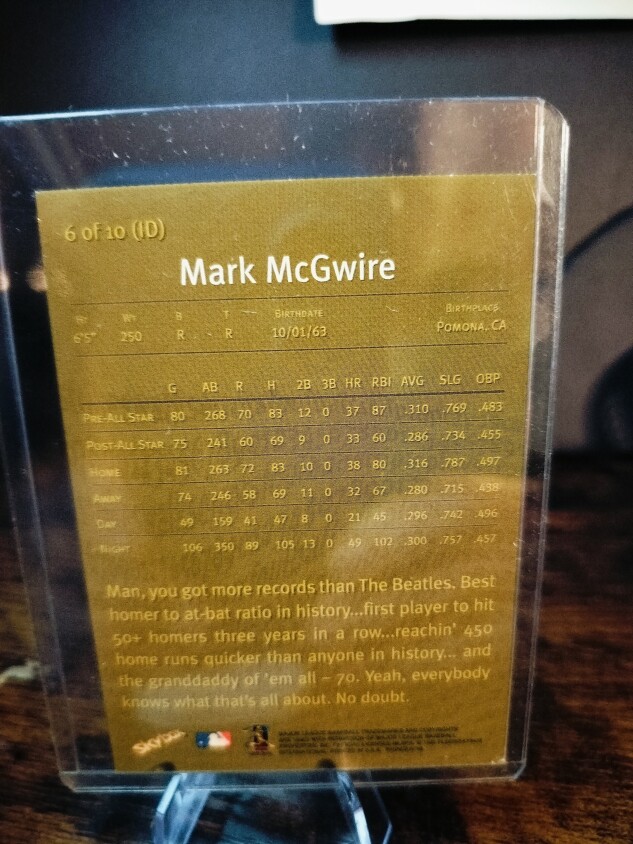 6 of 10 (ID)
Mark McGwire
HT WT B T BIRTHDATE BIRTHPLACE
6'5" 250 R R 10/01/63 POMONA, CA
G AB R H 2B 3B HR RBI AVG SLG OBP
PRE-ALL STAR 80 268 70 83 12 0 37 87 .310 .769 .483
POST-ALL STAR 75 241 60 69 9 0 33 60 .286 .734 .455
HOME 81 263 72 83 10 0 38 80 .316 .787 .497
AWAY 74 246 58 69 11 0 32 67 .280 .715 .438
DAY 49 159 41 47 8 0 21 45 .296 .742 .496
NIGHT 106 350 89 105 13 0 49 102 .300 .757 .457
Man, you got more records than The Beatles. Best
homer to at-bat ratio in history...first player to hit
50+ homers three years in a row...reachin' 450
home runs quicker than anyone in history... and
the granddaddy of 'em all – 70. Yeah, everybody
knows what that's all about. No doubt.
SKYBOX